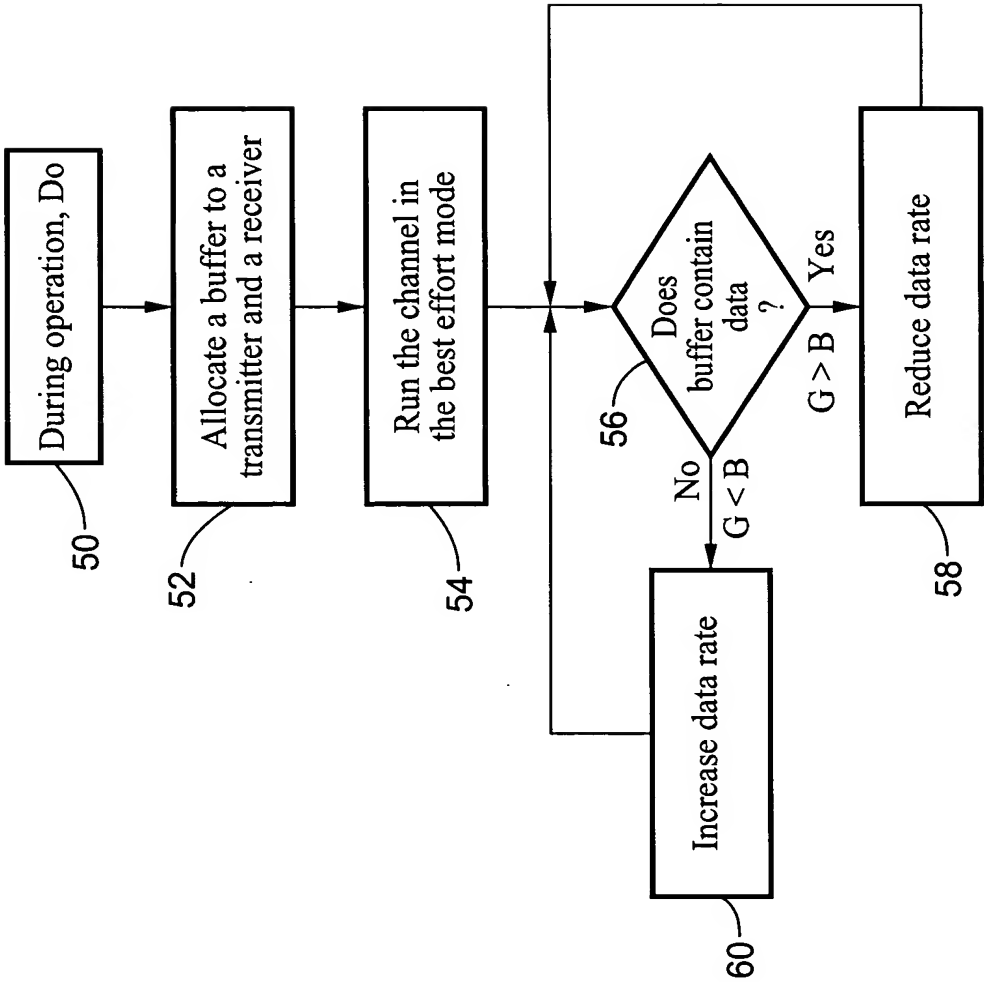 50
During operation, Do
52
Allocate a buffer to a
transmitter and a receiver
54
Run the channel in
the best effort mode
56
Does
buffer contain
data
?
No
G < B
G > B
Yes
60
Increase data rate
58
Reduce data rate